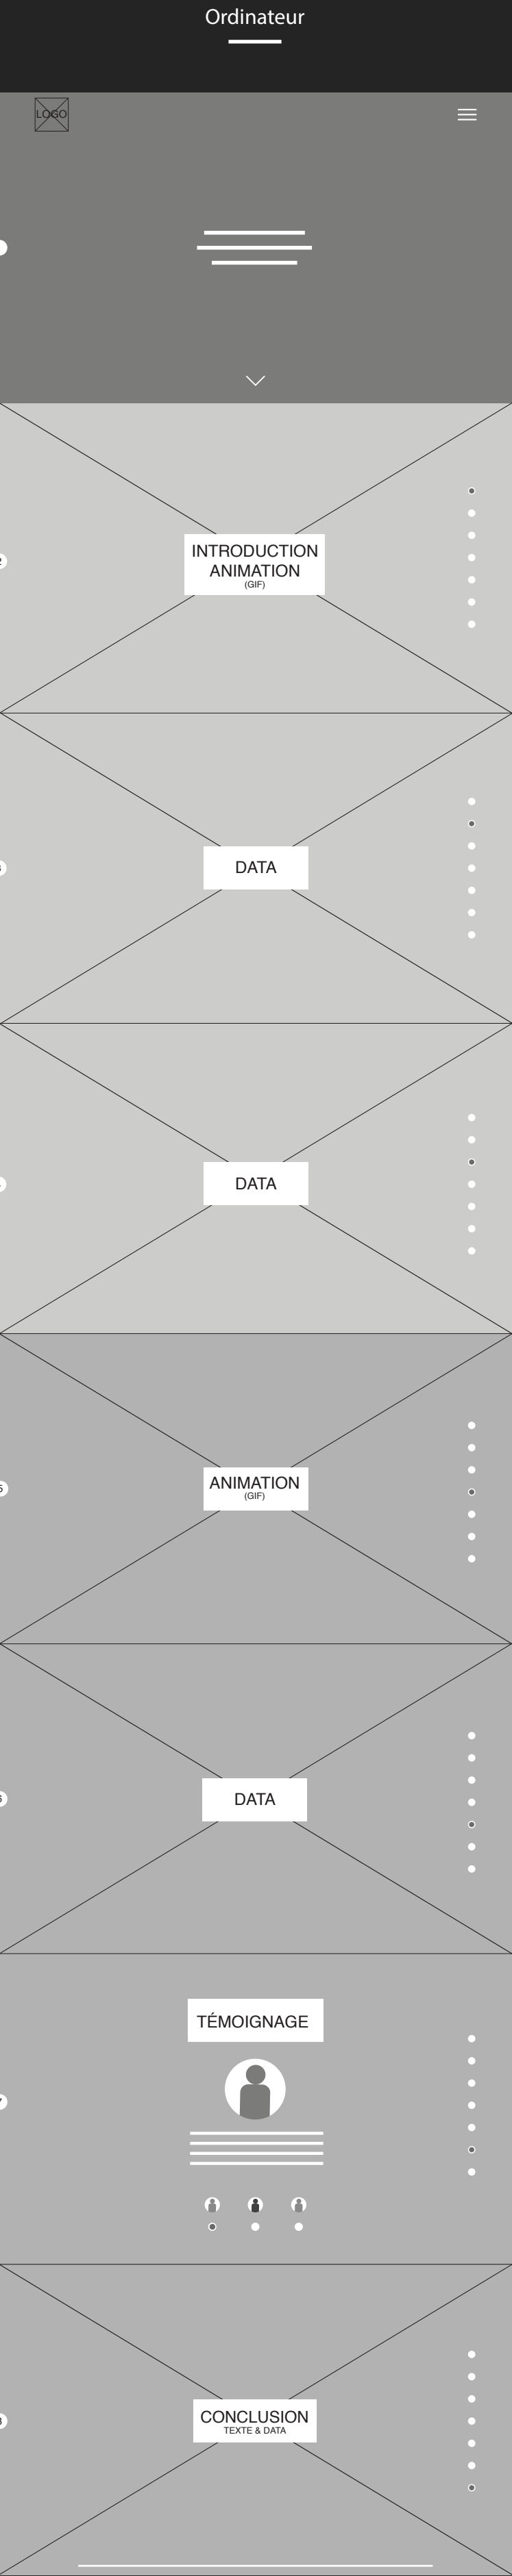 Ordinateur
LOGO
INTRODUCTION
ANIMATION
(GIF)
DATA
DATA
ANIMATION
(GIF)
DATA
TÉMOIGNAGE
CONCLUSION
TEXTE & DATA